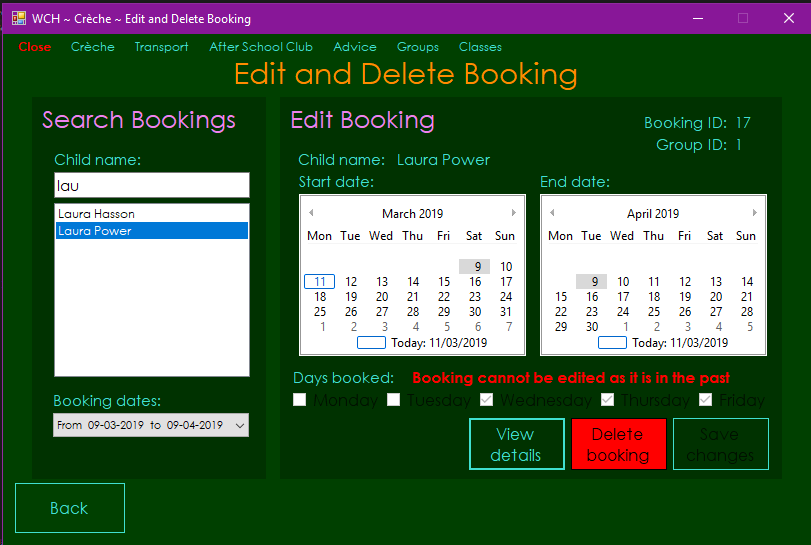 WCH ~ Crèche ~ Edit and Delete Booking
Close Crèche Transport After School Club Advice Groups Classes
Edit and Delete Booking
Search Bookings
Child name:
lau
Laura Hasson
Laura Power
Booking dates:
From 09-03-2019 to 09-04-2019
Edit Booking
Booking ID: 17
Group ID: 1
Child name: Laura Power
Start date:
March 2019
Mon Tue Wed Thu Fri Sat Sun
9 10
11 12 13 14 15 16 17
18 19 20 21 22 23 24
25 26 27 28 29 30 31
1 2 3 4 5 6 7
Today: 11/03/2019
End date:
April 2019
Mon Tue Wed Thu Fri Sat Sun
9 10 11 12 13 14
15 16 17 18 19 20 21
22 23 24 25 26 27 28
29 30 1 2 3 4 5
Today: 11/03/2019
Days booked: Booking cannot be edited as it is in the past
Monday Tuesday Wednesday Thursday Friday
View
details
Delete
booking
Save
changes
Back